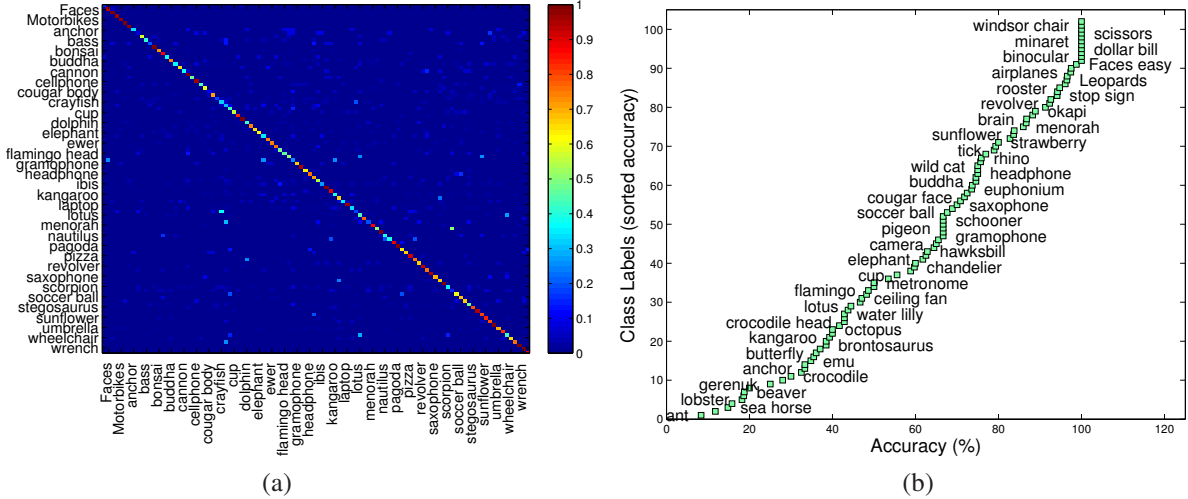 Faces
Motorbikes
anchor
bass
bonsai
buddha
cannon
cellphone
cougar body
crayfish
cup
dolphin
elephant
ewer
flamingo head
gramophone
headphone
ibis
kangaroo
laptop
lotus
menorah
nautilus
pagoda
pizza
revolver
saxophone
scorpion
soccer ball
stegosaurus
sunflower
umbrella
wheelchair
wrench
Faces
Motorbikes
anchor
bass
bonsai
buddha
cannon
cellphone
cougar body
crayfish
cup
dolphin
elephant
ewer
flamingo head
gramophone
headphone
ibis
kangaroo
laptop
lotus
menorah
nautilus
pagoda
pizza
revolver
saxophone
scorpion
soccer ball
stegosaurus
sunflower
umbrella
wheelchair
wrench
1
0.9
0.8
0.7
0.6
0.5
0.4
0.3
0.2
0.1
0
(a)
Class Labels (sorted accuracy)
100
90
80
70
60
50
40
30
20
10
0
windsor chair
scissors
minaret
dollar bill
binocular
Faces easy
airplanes
Leopards
rooster
stop sign
revolver
okapi
brain
menorah
sunflower
strawberry
tick
rhino
wild cat
headphone
buddha
euphonium
cougar face
saxophone
soccer ball
schooner
pigeon
gramophone
camera
hawksbill
elephant
chandelier
cup
metronome
flamingo
ceiling fan
lotus
water lilly
crocodile head
octopus
kangaroo
brontosaurus
butterfly
emu
anchor
crocodile
gerenuk
beaver
lobster
sea horse
ant
0 20 40 60 80 100 120
Accuracy (%)
(b)